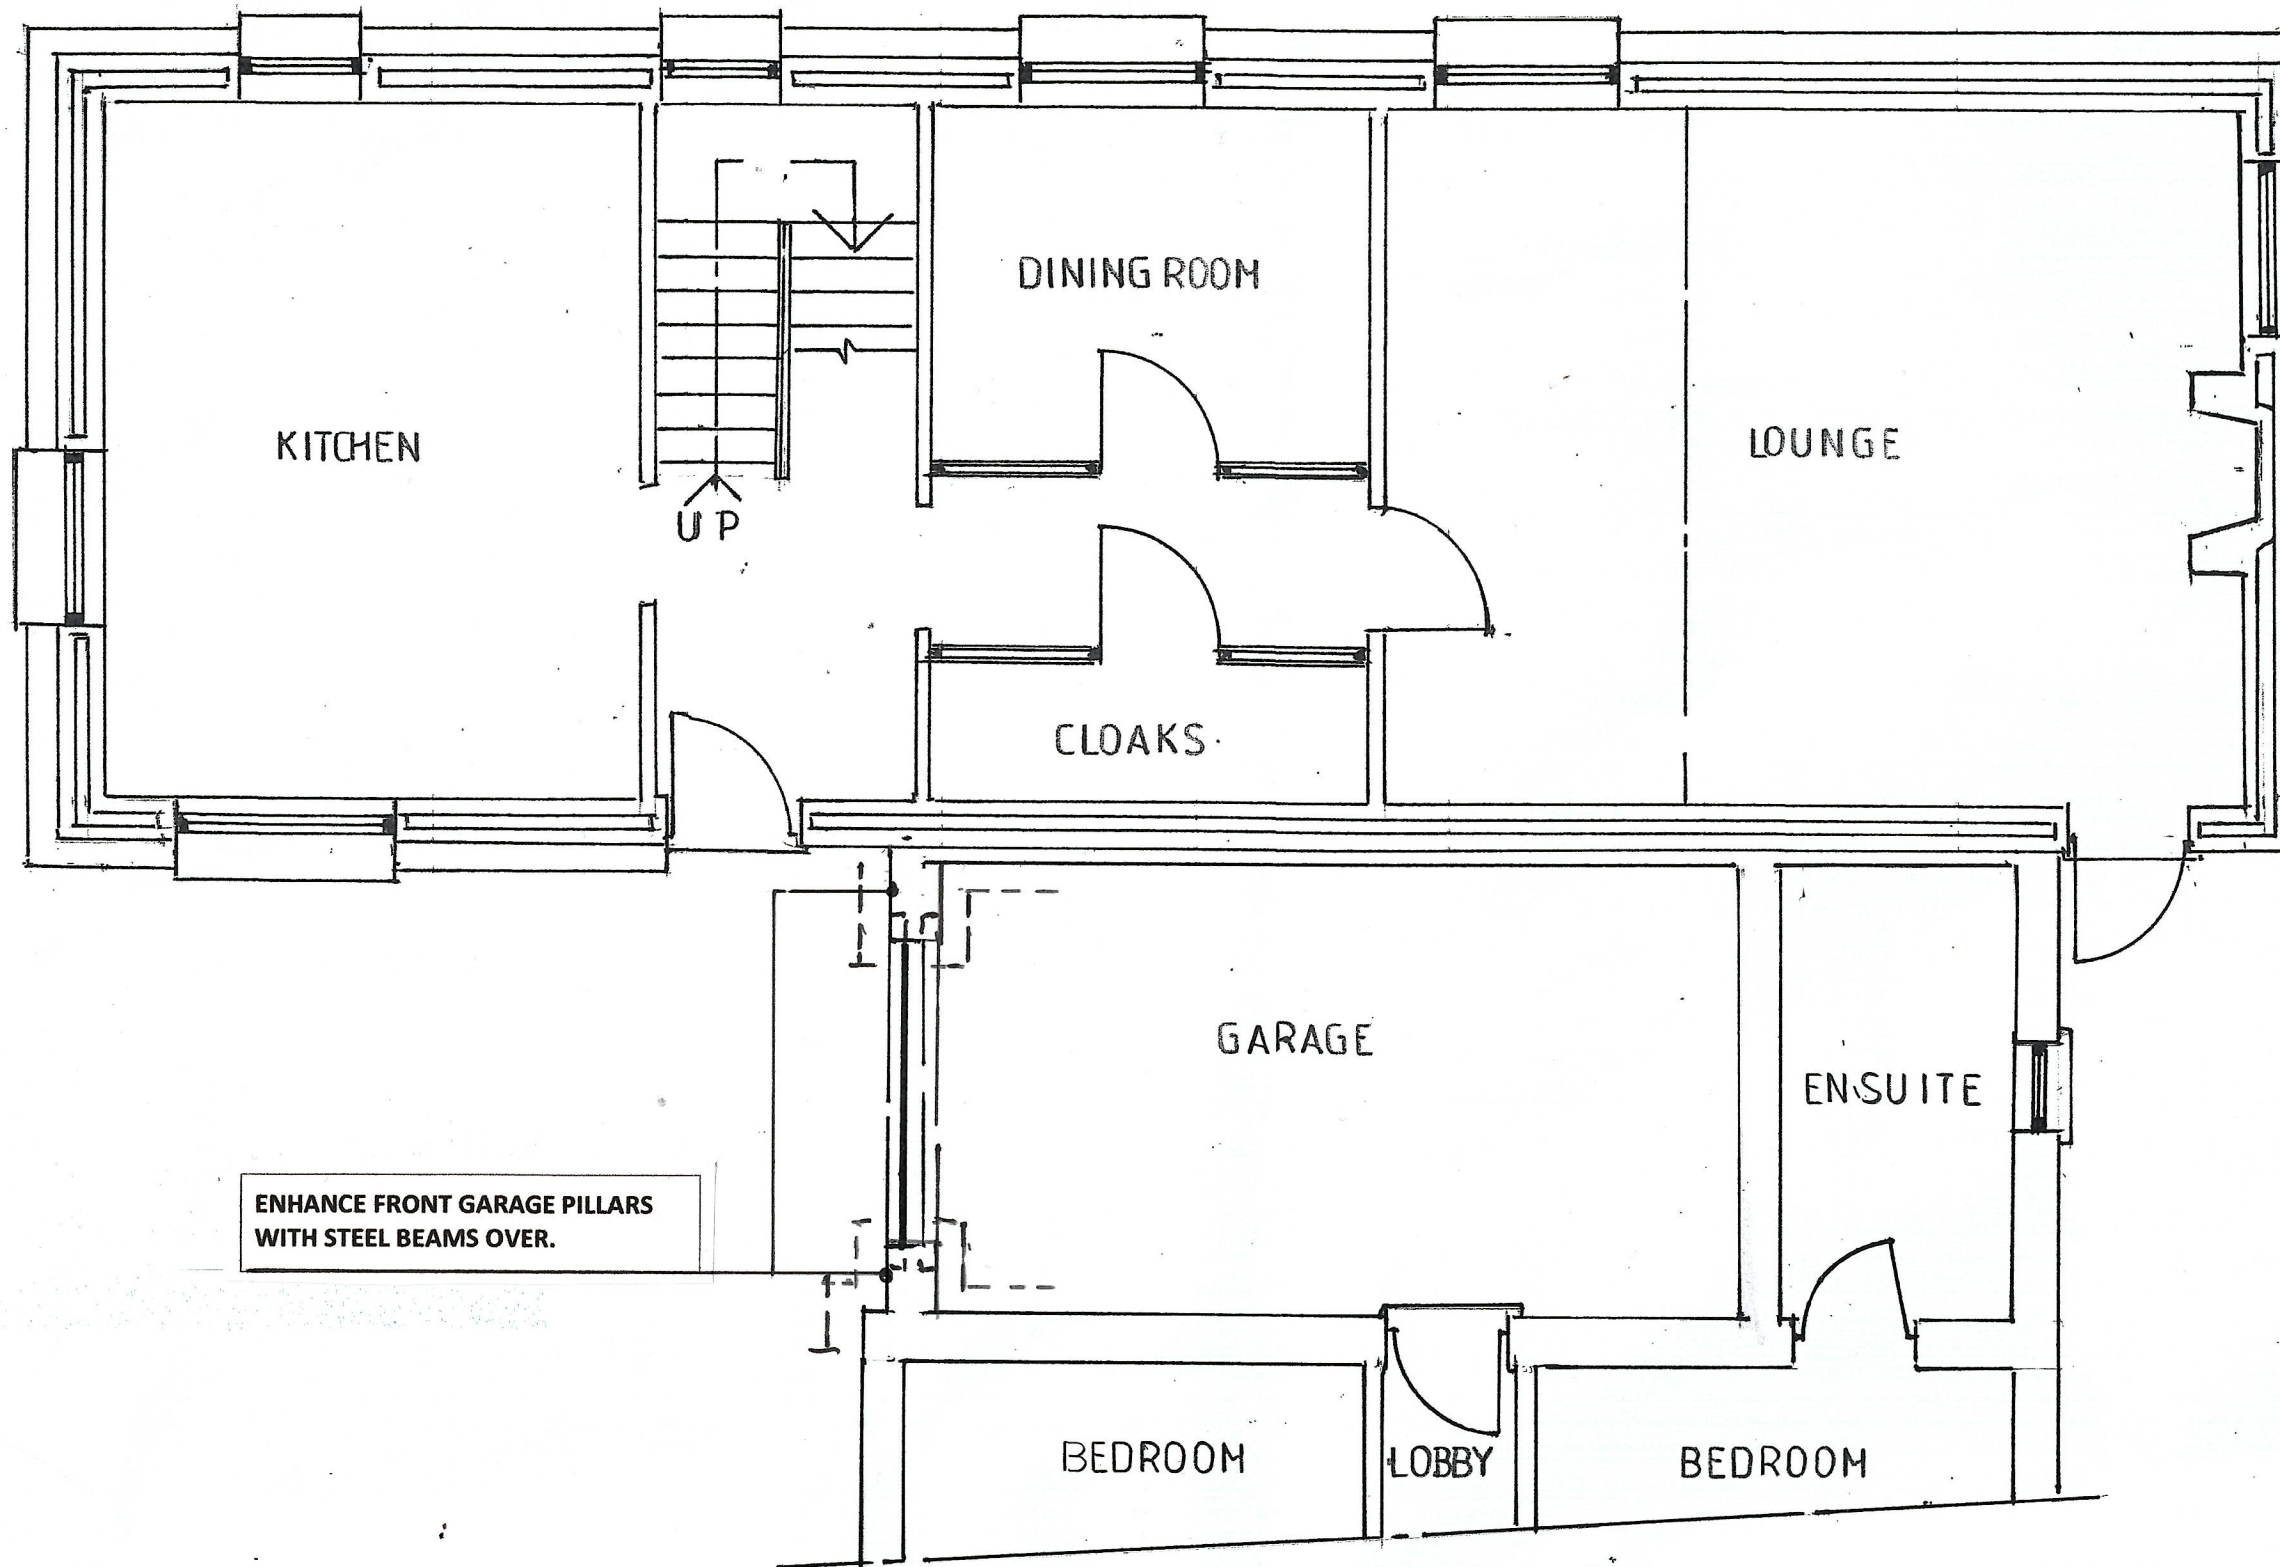 DINING ROOM
KITCHEN
LOUNGE
UP
CLOAKS
GARAGE
ENSUITE
ENHANCE FRONT GARAGE PILLARS
WITH STEEL BEAMS OVER.
BEDROOM
LOBBY
BEDROOM